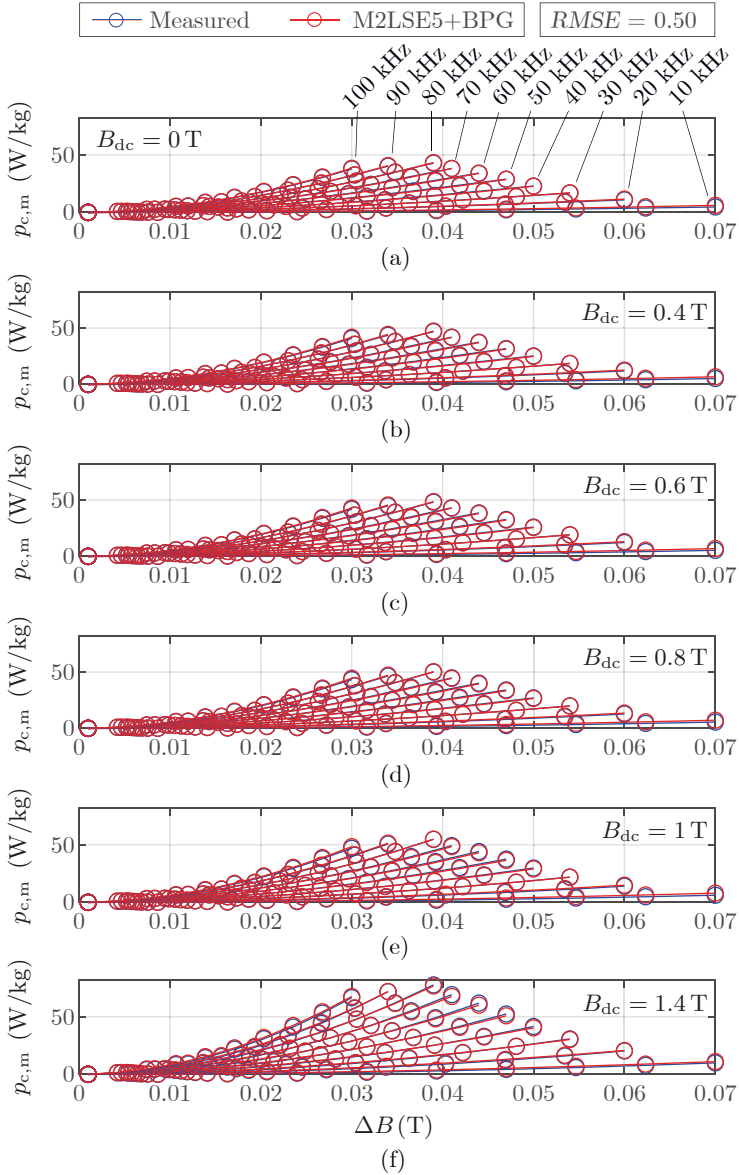 Measured M2LSE5+BPG RMSE = 0.50
100 kHz 90 kHz 80 kHz 70 kHz 60 kHz 50 kHz 40 kHz 30 kHz 20 kHz 10 kHz
B_dc = 0 T
p_c,m (W/kg)
50
0
0 0.01 0.02 0.03 0.04 0.05 0.06 0.07
(a)
B_dc = 0.4 T
p_c,m (W/kg)
50
0
0 0.01 0.02 0.03 0.04 0.05 0.06 0.07
(b)
B_dc = 0.6 T
p_c,m (W/kg)
50
0
0 0.01 0.02 0.03 0.04 0.05 0.06 0.07
(c)
B_dc = 0.8 T
p_c,m (W/kg)
50
0
0 0.01 0.02 0.03 0.04 0.05 0.06 0.07
(d)
B_dc = 1 T
p_c,m (W/kg)
50
0
0 0.01 0.02 0.03 0.04 0.05 0.06 0.07
(e)
B_dc = 1.4 T
p_c,m (W/kg)
50
0
0 0.01 0.02 0.03 0.04 0.05 0.06 0.07
ΔB (T)
(f)